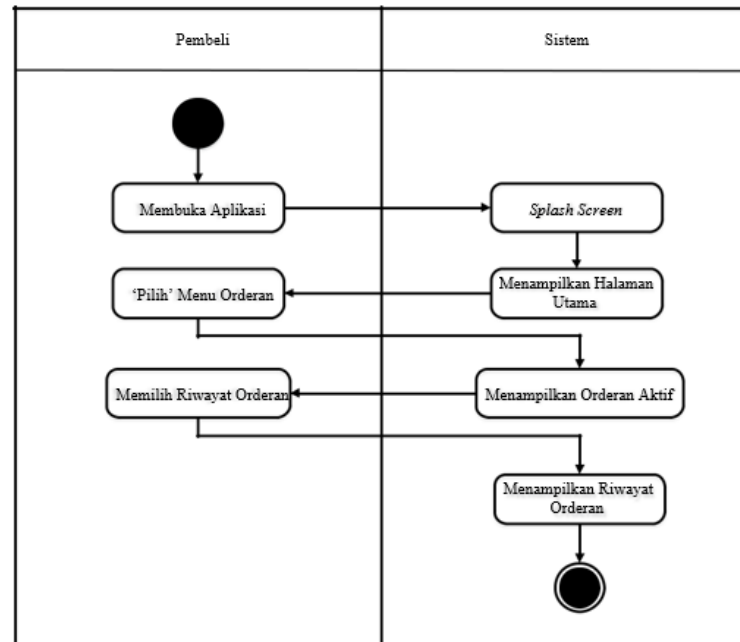 Pembeli
Sistem
Membuka Aplikasi
Splash Screen
‘Pilih’ Menu Orderan
Menampilkan Halaman
Utama
Memilih Riwayat Orderan
Menampilkan Orderan Aktif
Menampilkan Riwayat
Orderan